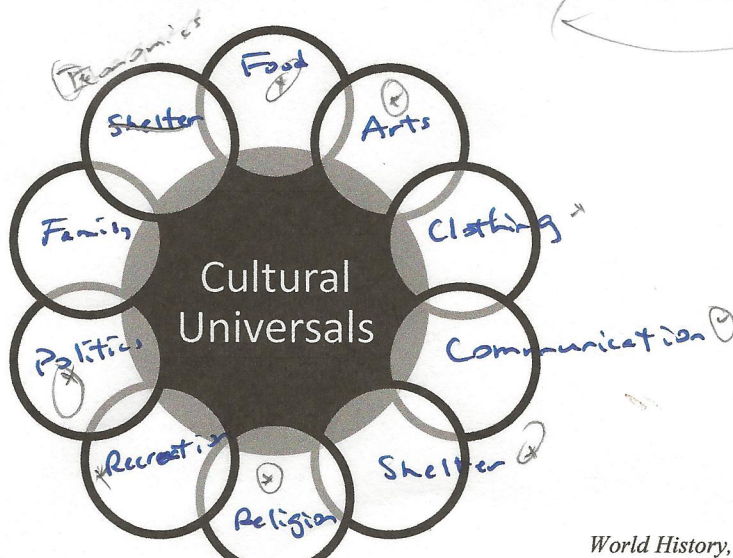 Economics
Food
Shelter
Arts
Family
Clothing
Cultural
Universals
Politics
Communication
Recreation
Shelter
Religion
World History,